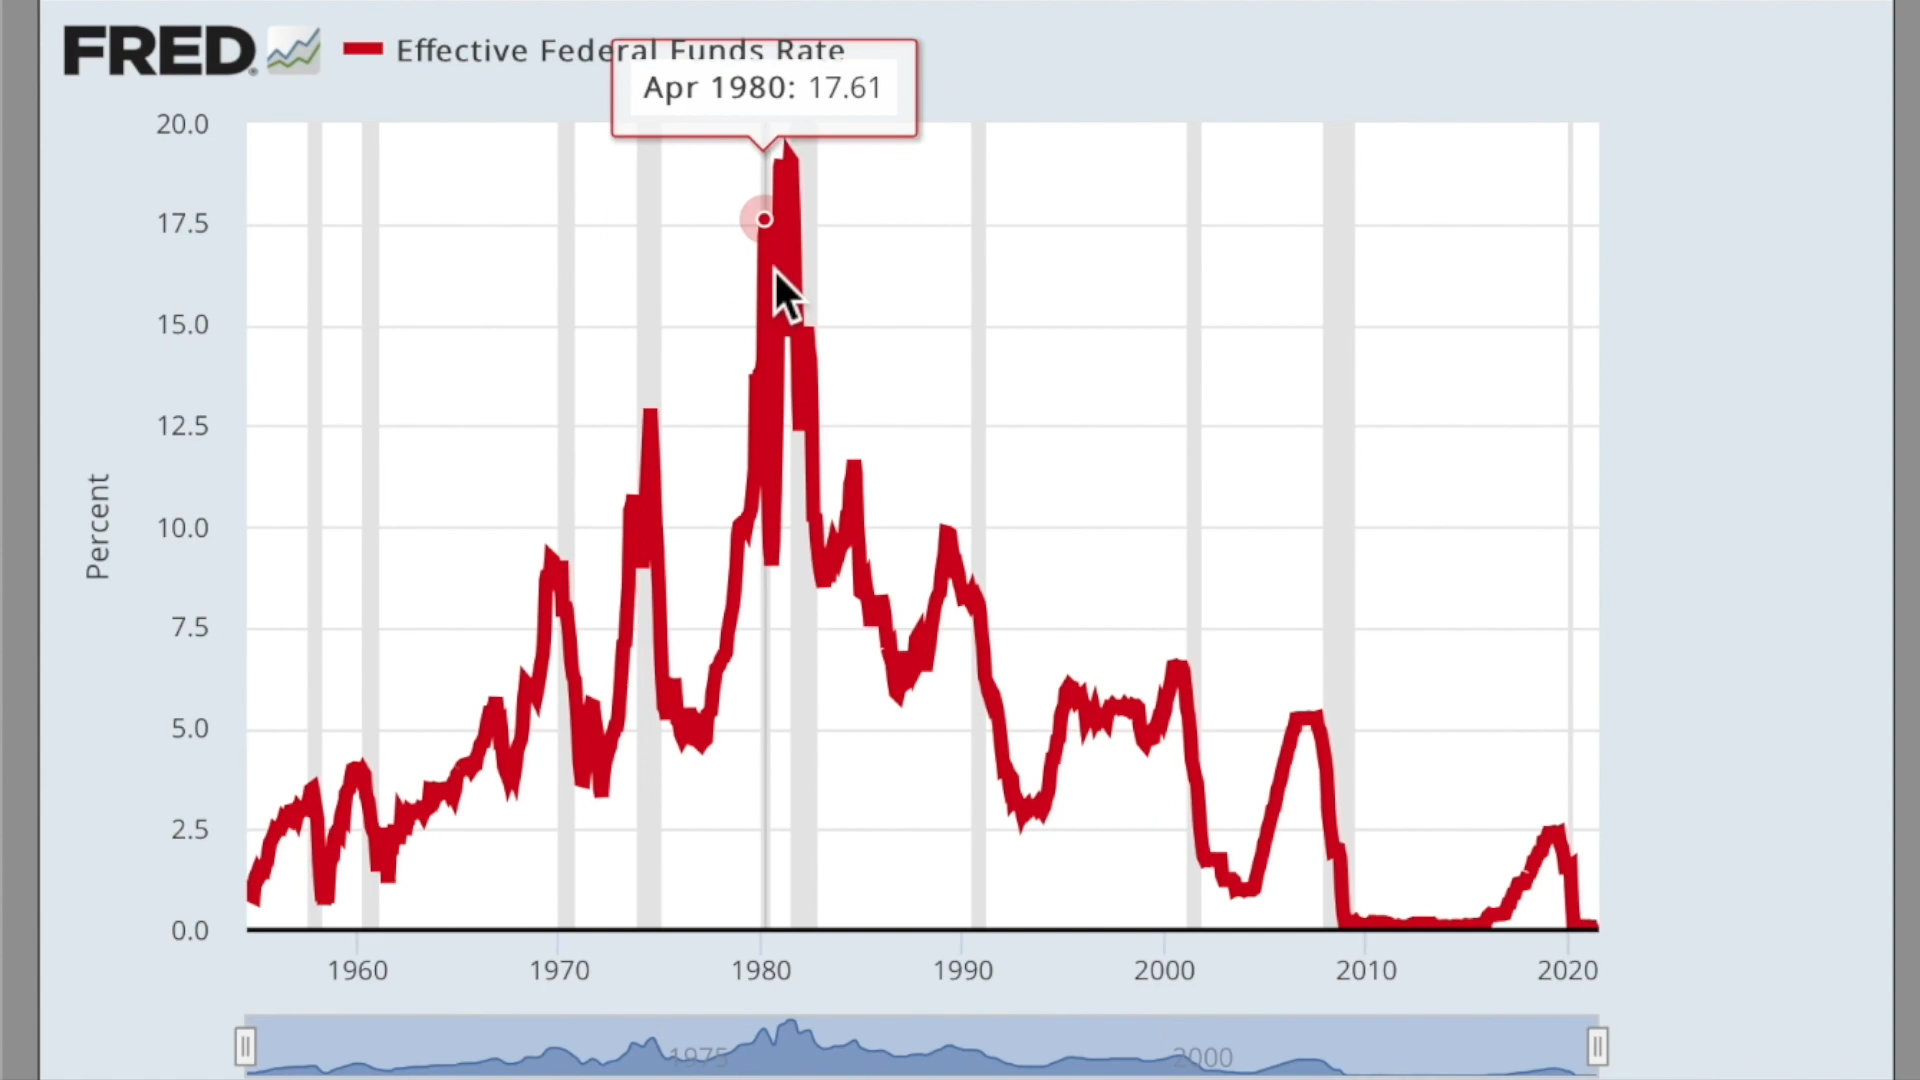 FRED
Effective Federal Funds Rate
Apr 1980: 17.61
20.0
17.5
15.0
12.5
10.0
7.5
5.0
2.5
0.0
Percent
1960 1970 1980 1990 2000 2010 2020
1975 2000